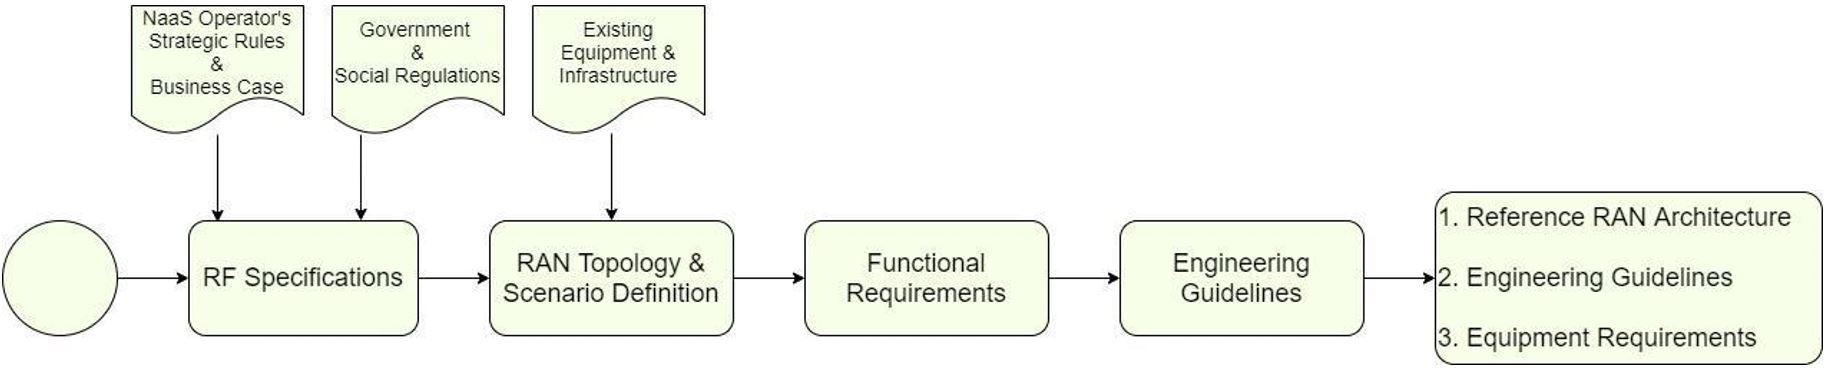 NaaS Operator's
Strategic Rules
&
Business Case
Government
&
Social Regulations
Existing
Equipment &
Infrastructure
RF Specifications
RAN Topology &
Scenario Definition
Functional
Requirements
Engineering
Guidelines
1. Reference RAN Architecture
2. Engineering Guidelines
3. Equipment Requirements